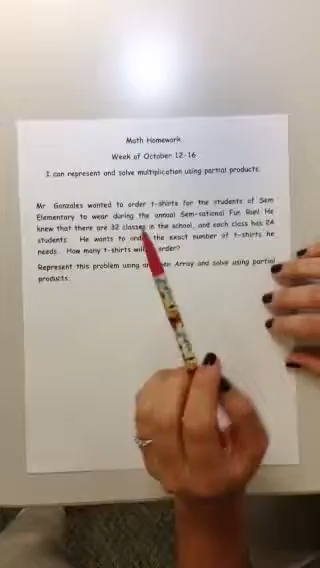 Math Homework
Week of October 12-16
I can represent and solve multiplication using partial products.
Mr. Gonzales wanted to order t-shirts for the students of Sem
Elementary to wear during the annual Sem-sational Fun Run! He
knew that there are 32 classes in the school, and each class has 24
students. He wants to order the exact number of t-shirts he
needs. How many t-shirts will order?
Represent this problem using an Array and solve using partial
products.